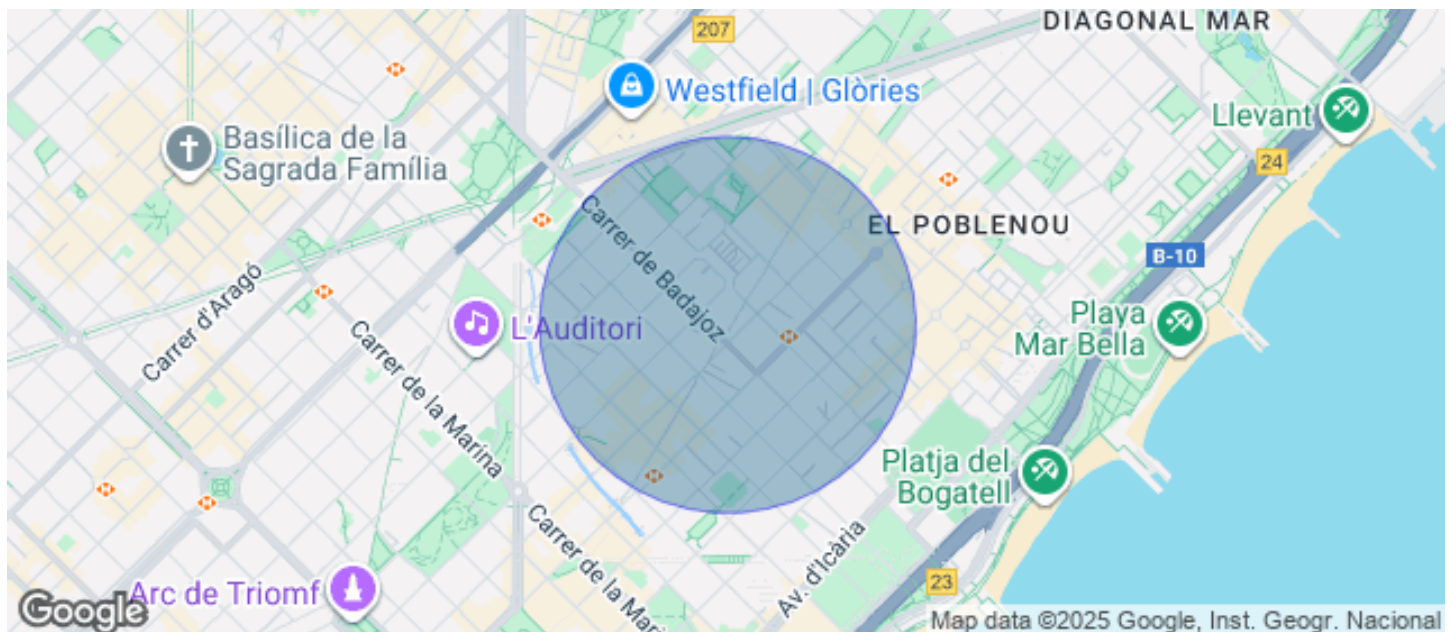 DIAGONAL MAR
207
Westfield | Glòries
Llevant
Basílica de la
Sagrada Família
24
Carrer de Badajoz
EL POBLENOU
B-10
Carrer d'Aragó
L'Auditori
Playa
Mar Bella
Carrer de la Marina
Platja del
Bogatell
Carrer de la Mari
Av. d'Icària
23
Arc de Triomf
Google
Map data ©2025 Google, Inst. Geogr. Nacional